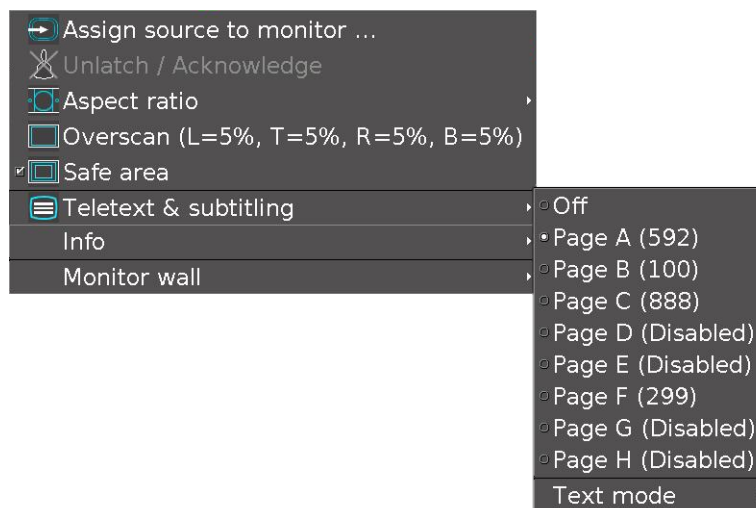 Assign source to monitor ...
Unlatch / Acknowledge
Aspect ratio
Overscan (L=5%, T=5%, R=5%, B=5%)
Safe area
Teletext & subtitling
Info
Monitor wall
Off
Page A (592)
Page B (100)
Page C (888)
Page D (Disabled)
Page E (Disabled)
Page F (299)
Page G (Disabled)
Page H (Disabled)
Text mode